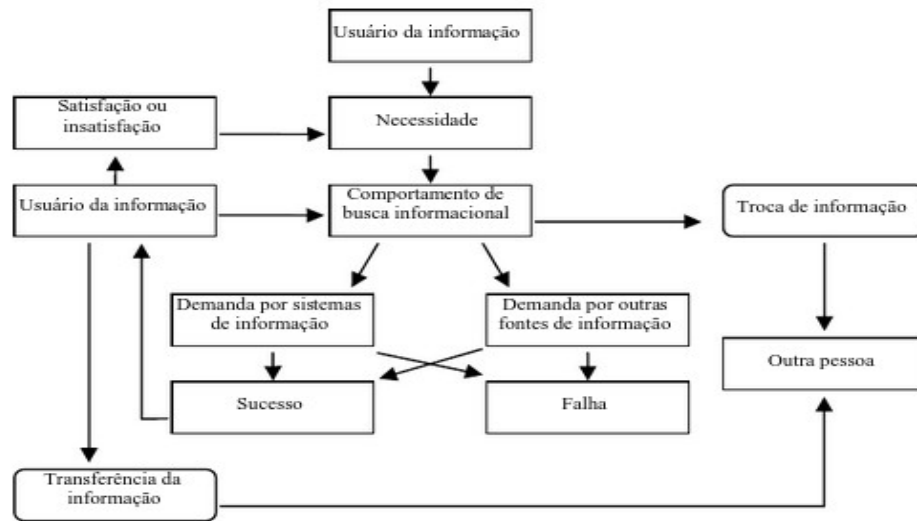 Usuário da informação
Satisfação ou
insatisfação
Necessidade
Usuário da informação
Comportamento de
busca informacional
Troca de informação
Demanda por sistemas
de informação
Demanda por outras
fontes de informação
Outra pessoa
Sucesso
Falha
Transferência da
informação